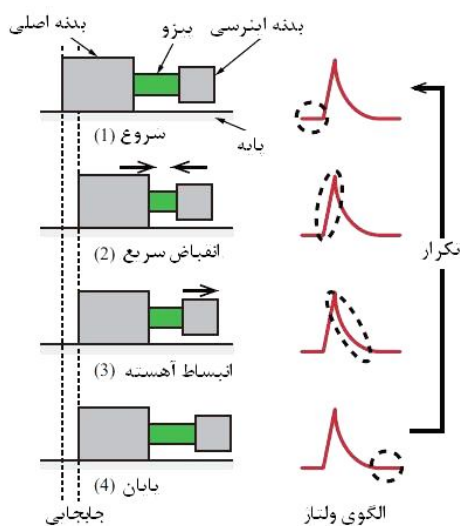 بدنه اصلی
پیزو
بدنه اینرسی
پایه
(1) شروع
(2) انقباض سریع
(3) انبساط آهسته
(4) پایان
جابجایی
الگوی ولتاژ
تکرار